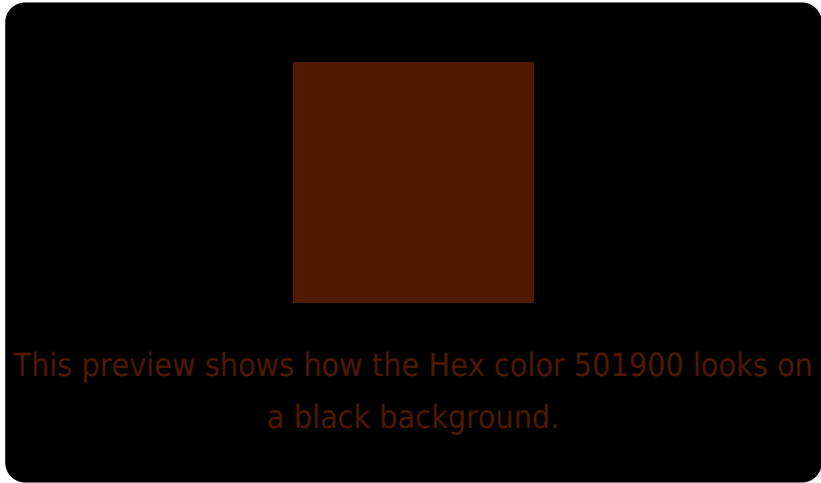 This preview shows how the Hex color 501900 looks on
a black background.